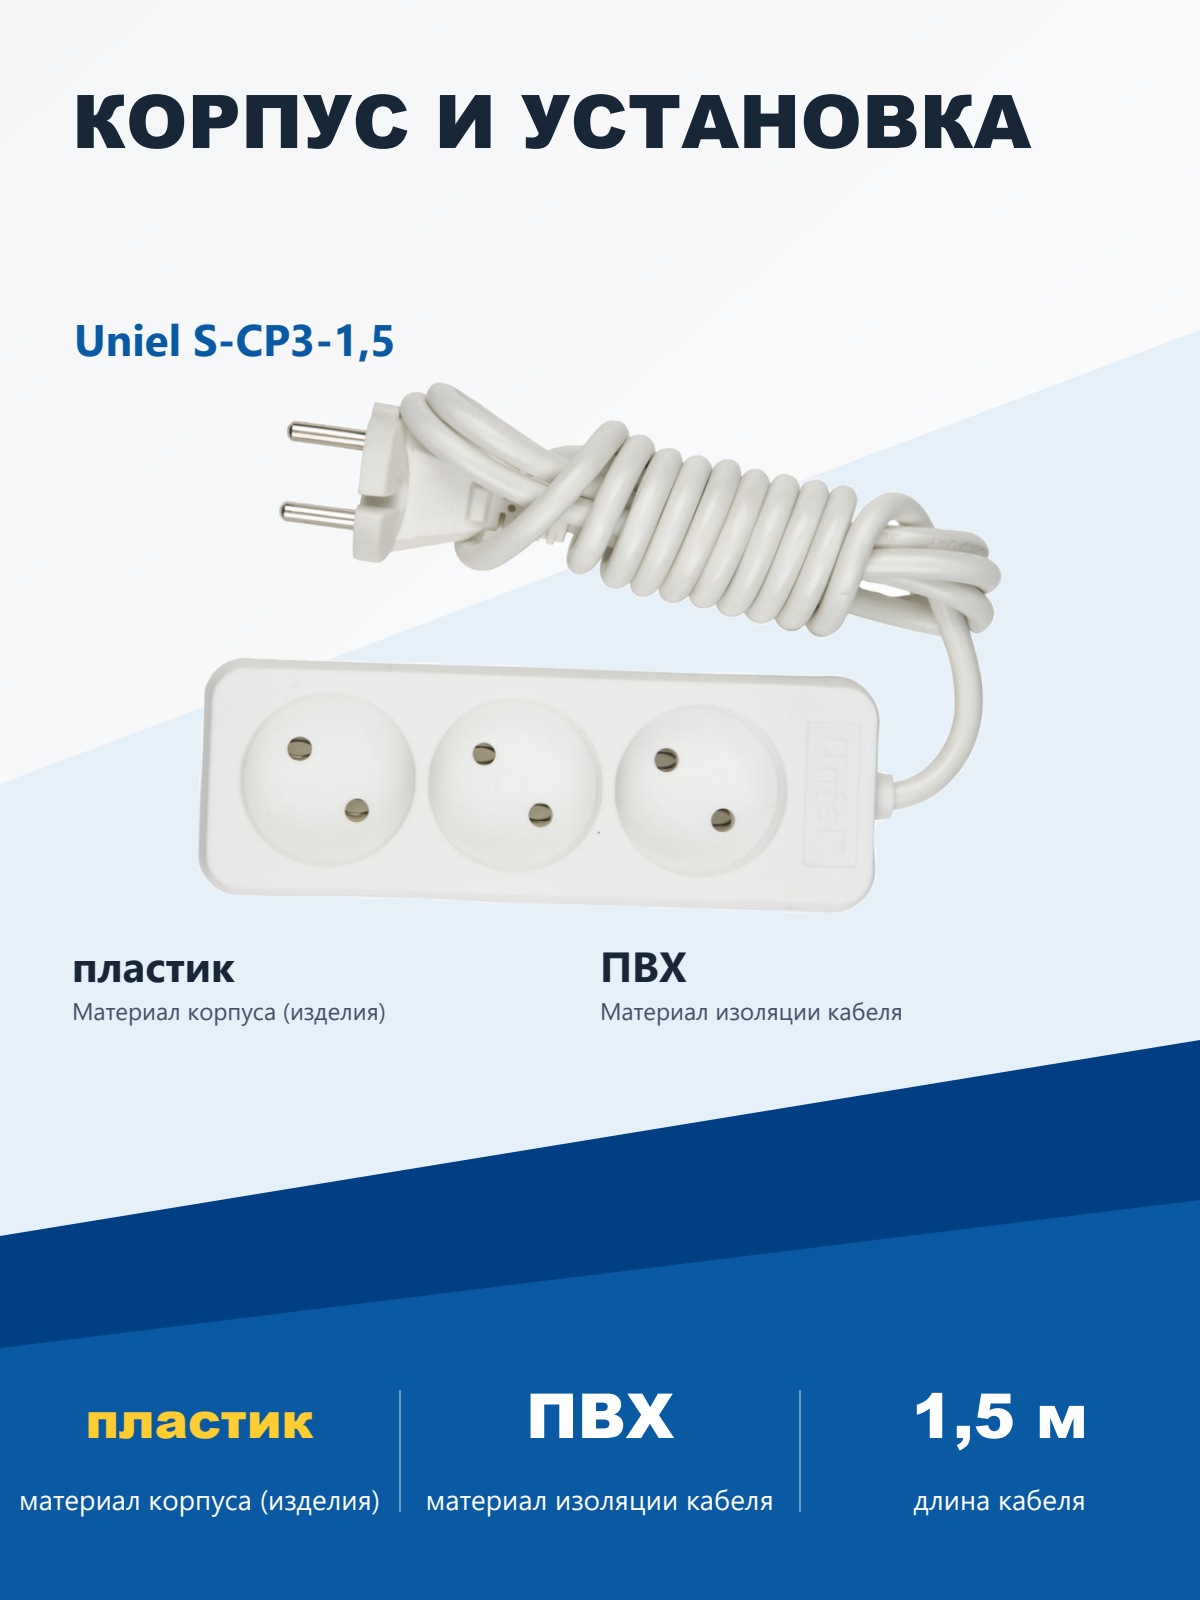 КОРПУС И УСТАНОВКА
Uniel S-CP3-1,5
Uniel®
пластик
Материал корпуса (изделия)
ПВХ
Материал изоляции кабеля
пластик
материал корпуса (изделия)
ПВХ
материал изоляции кабеля
1,5 м
длина кабеля